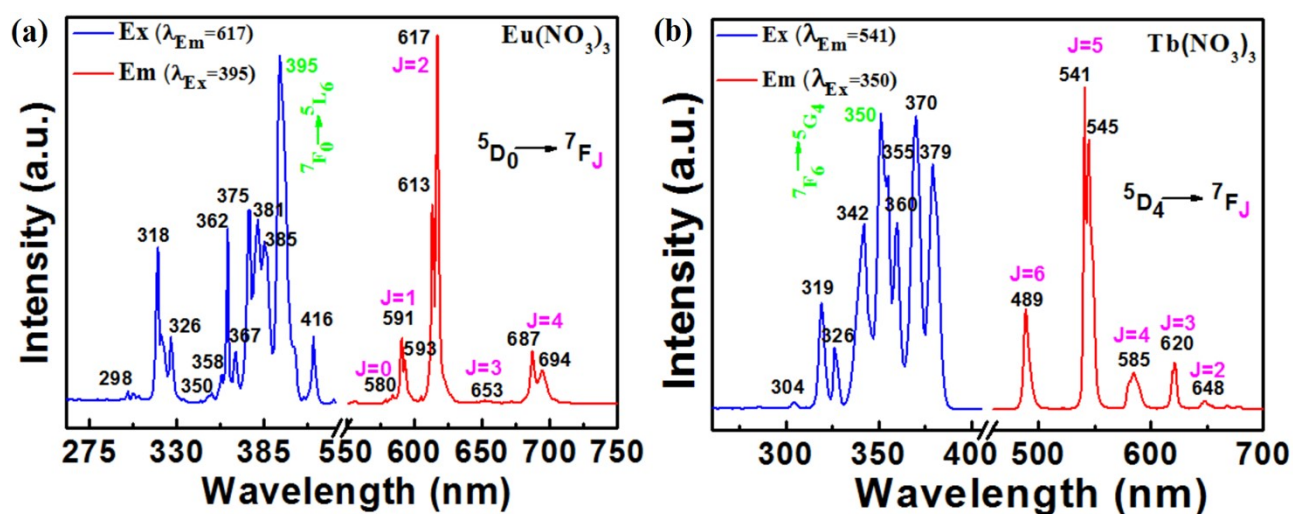 (a)
Ex (λEm=617)
Em (λEx=395)
Eu(NO3)3
395
7F0→5L6
617
J=2
613
5D0→7FJ
318
362
375
381
385
326
298
350
358
367
416
J=1
591
593
J=0
580
J=3
653
J=4
687
694
Intensity (a.u.)
275 330 385 550 600 650 700 750
Wavelength (nm)
(b)
Ex (λEm=541)
Em (λEx=350)
Tb(NO3)3
J=5
541
545
7F6→5G4
350
355
370
379
360
342
319
326
304
5D4→7FJ
J=6
489
J=4
585
J=3
620
J=2
648
Intensity (a.u.)
300 350 400 500 600 700
Wavelength (nm)